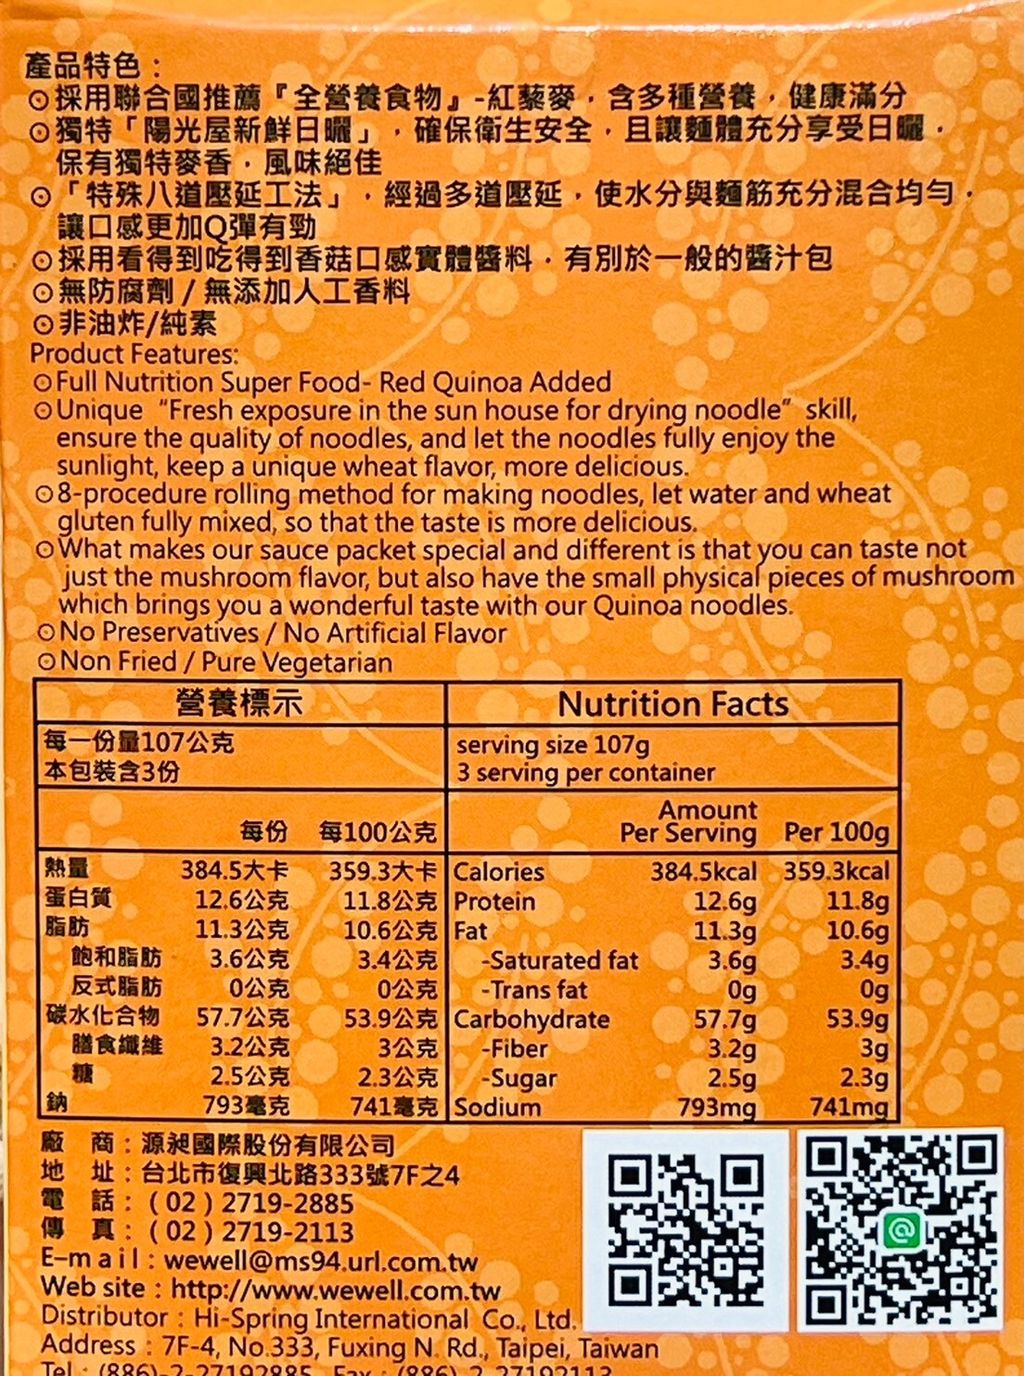 產品特色：
⊙採用聯合國推薦『全營養食物』-紅藜麥，含多種營養，健康滿分
⊙獨特「陽光屋新鮮日曬」，確保衛生安全，且讓麵體充分享受日曬，
保有獨特麥香，風味絕佳
⊙「特殊八道壓延工法」，經過多道壓延，使水分與麵筋充分混合均勻，
讓口感更加Q彈有勁
⊙採用看得到吃得到香菇口感實體醬料，有別於一般的醬汁包
⊙無防腐劑/無添加人工香料
⊙非油炸/純素
Product Features:
⊙Full Nutrition Super Food- Red Quinoa Added
⊙Unique “Fresh exposure in the sun house for drying noodle” skill,
ensure the quality of noodles, and let the noodles fully enjoy the
sunlight, keep a unique wheat flavor, more delicious.
⊙8-procedure rolling method for making noodles, let water and wheat
gluten fully mixed, so that the taste is more delicious.
⊙What makes our sauce packet special and different is that you can taste not
just the mushroom flavor, but also have the small physical pieces of mushroom
which brings you a wonderful taste with our Quinoa noodles.
⊙No Preservatives / No Artificial Flavor
⊙Non Fried / Pure Vegetarian
營養標示 Nutrition Facts
每一份量107公克 serving size 107g
本包裝含3份 3 serving per container
Amount
每份 每100公克 Per Serving Per 100g
熱量 384.5大卡 359.3大卡 Calories 384.5kcal 359.3kcal
蛋白質 12.6公克 11.8公克 Protein 12.6g 11.8g
脂肪 11.3公克 10.6公克 Fat 11.3g 10.6g
飽和脂肪 3.6公克 3.4公克 -Saturated fat 3.6g 3.4g
反式脂肪 0公克 0公克 -Trans fat 0g 0g
碳水化合物 57.7公克 53.9公克 Carbohydrate 57.7g 53.9g
膳食纖維 3.2公克 3公克 -Fiber 3.2g 3g
糖 2.5公克 2.3公克 -Sugar 2.5g 2.3g
鈉 793毫克 741毫克 Sodium 793mg 741mg
廠 商：源昶國際股份有限公司
地 址：台北市復興北路333號7F之4
電 話：(02) 2719-2885
傳 真：(02) 2719-2113
E-mail：wewell@ms94.url.com.tw
Web site：http://www.wewell.com.tw
Distributor：Hi-Spring International Co., Ltd.
Address：7F-4, No.333, Fuxing N. Rd., Taipei, Taiwan
Tel：(886)-2-27192885 Fax：(886)-2-27192113